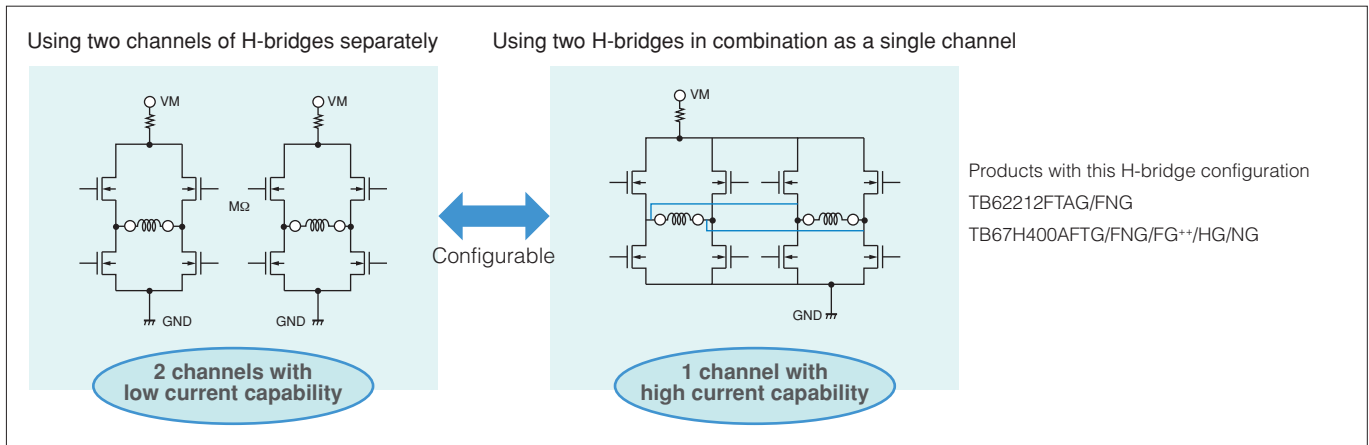 Using two channels of H-bridges separately
VM
VM
MΩ
GND
GND
2 channels with
low current capability
Configurable
Using two H-bridges in combination as a single channel
VM
GND
1 channel with
high current capability
Products with this H-bridge configuration
TB62212FTAG/FNG
TB67H400AFTG/FNG/FG⁺⁺/HG/NG